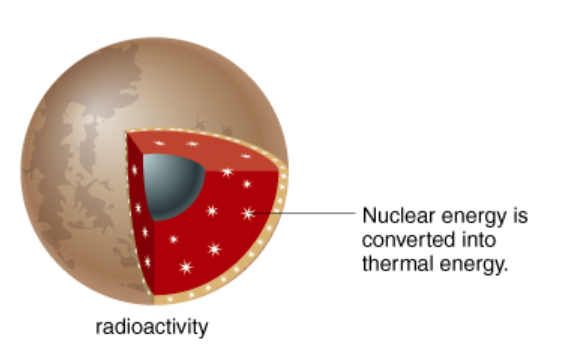 Nuclear energy is
converted into
thermal energy.
radioactivity